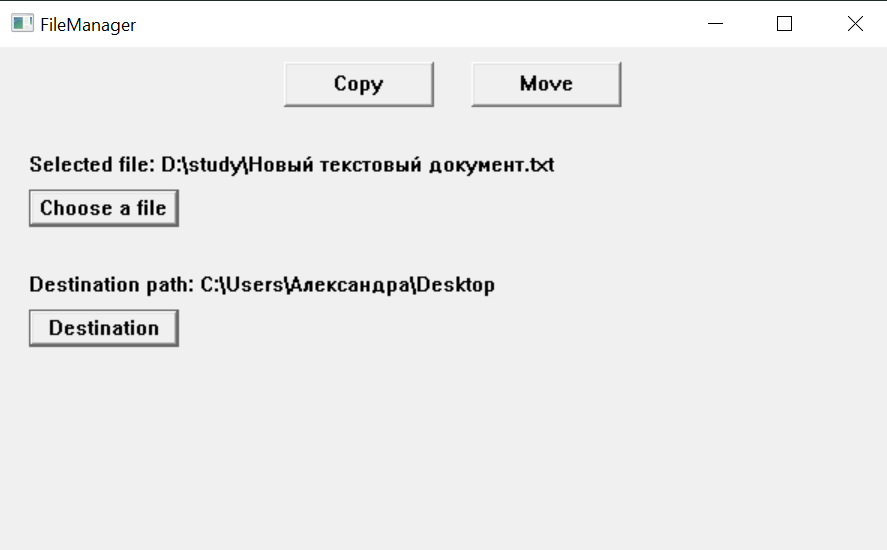 FileManager
Copy Move
Selected file: D:\study\Новый текстовый документ.txt
Choose a file
Destination path: C:\Users\Александра\Desktop
Destination